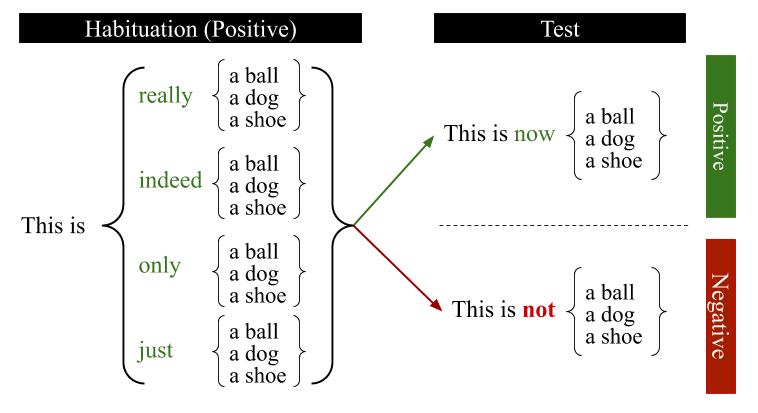 Habituation (Positive)
This is
really
a ball
a dog
a shoe
indeed
a ball
a dog
a shoe
only
a ball
a dog
a shoe
just
a ball
a dog
a shoe
Test
This is now
a ball
a dog
a shoe
Positive
This is not
a ball
a dog
a shoe
Negative